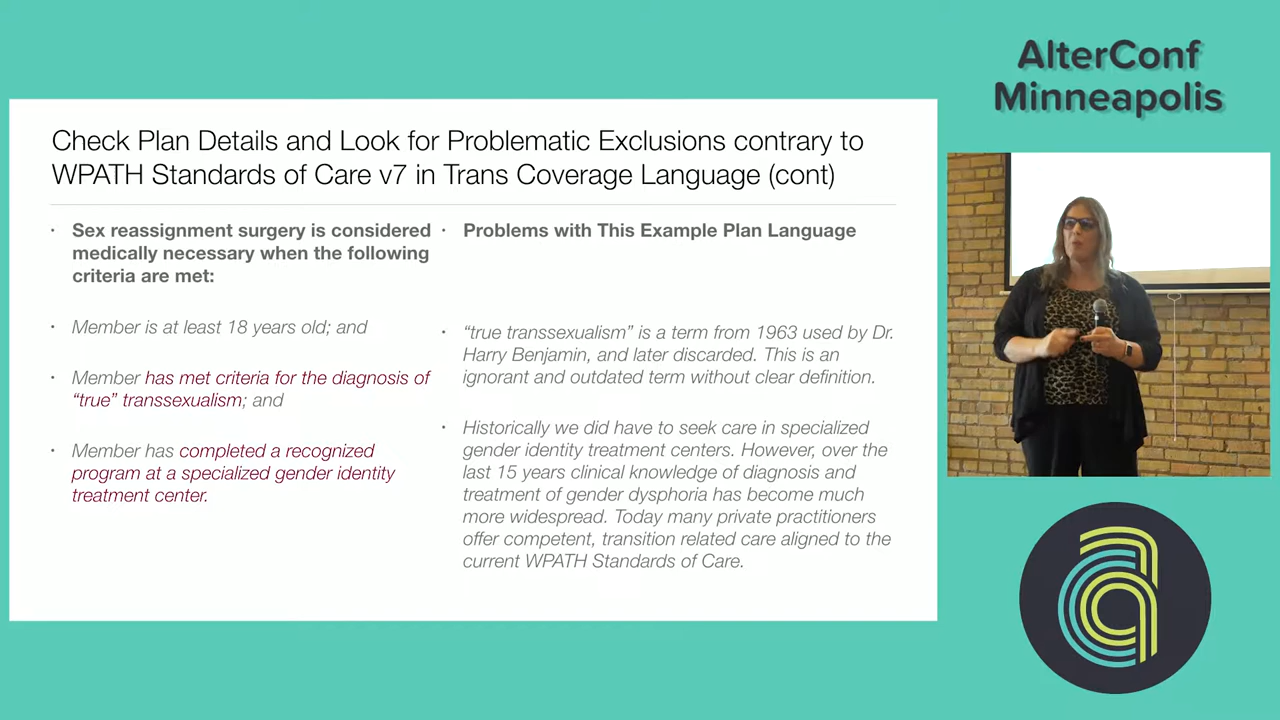 AlterConf
Minneapolis
Check Plan Details and Look for Problematic Exclusions contrary to
WPATH Standards of Care v7 in Trans Coverage Language (cont)
· Sex reassignment surgery is considered
medically necessary when the following
criteria are met:
· Member is at least 18 years old; and
· Member has met criteria for the diagnosis of
“true” transsexualism; and
· Member has completed a recognized
program at a specialized gender identity
treatment center.
· Problems with This Example Plan Language
· “true transsexualism” is a term from 1963 used by Dr.
Harry Benjamin, and later discarded. This is an
ignorant and outdated term without clear definition.
· Historically we did have to seek care in specialized
gender identity treatment centers. However, over the
last 15 years clinical knowledge of diagnosis and
treatment of gender dysphoria has become much
more widespread. Today many private practitioners
offer competent, transition related care aligned to the
current WPATH Standards of Care.